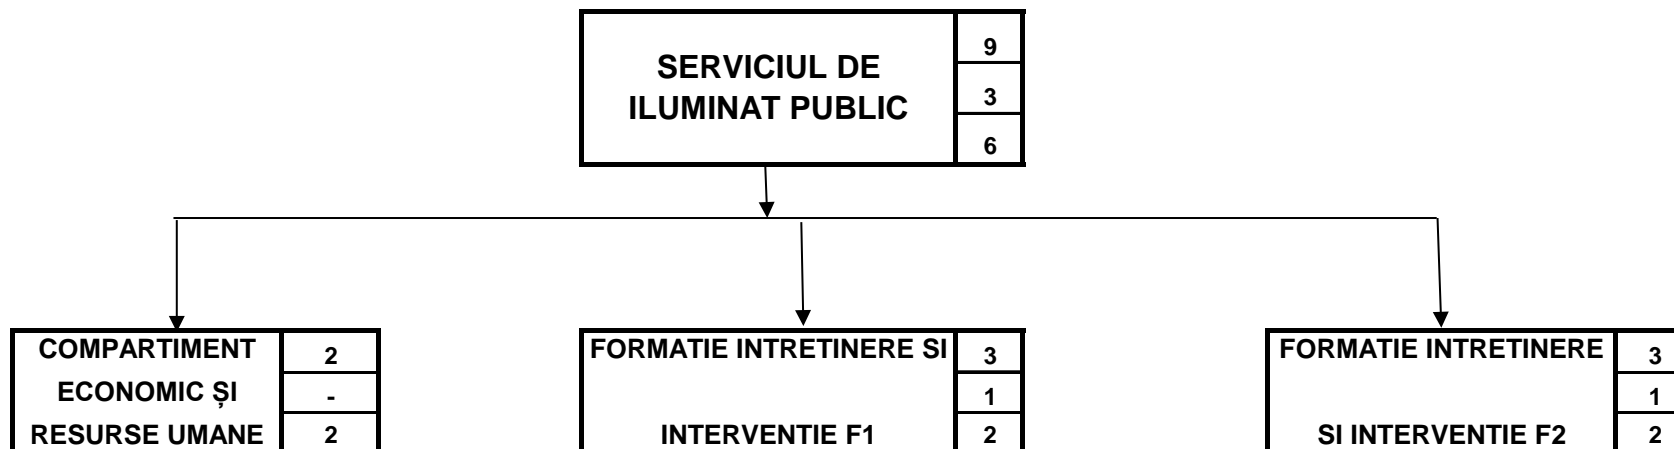 SERVICIUL DE
ILUMINAT PUBLIC
9
3
6
COMPARTIMENT
ECONOMIC ȘI
RESURSE UMANE
2
-
2
FORMATIE INTRETINERE SI
INTERVENTIE F1
3
1
2
FORMATIE INTRETINERE
SI INTERVENTIE F2
3
1
2